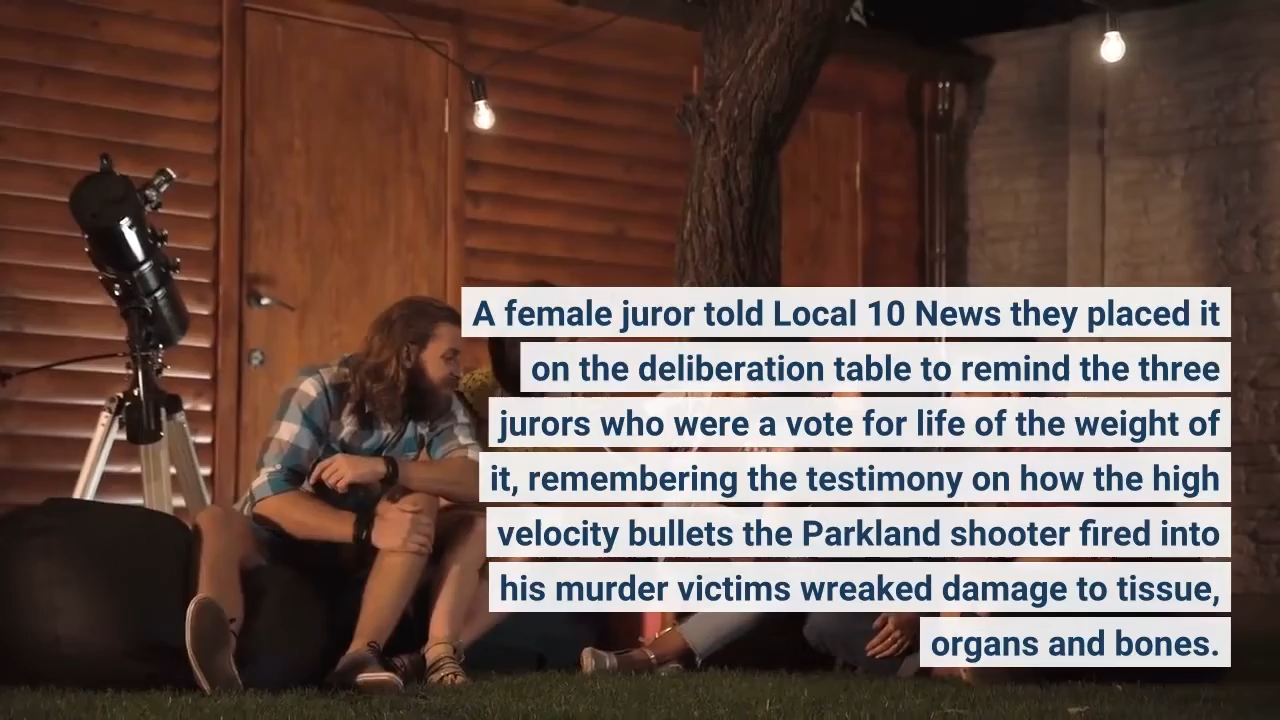 A female juror told Local 10 News they placed it
on the deliberation table to remind the three
jurors who were a vote for life of the weight of
it, remembering the testimony on how the high
velocity bullets the Parkland shooter fired into
his murder victims wreaked damage to tissue,
organs and bones.